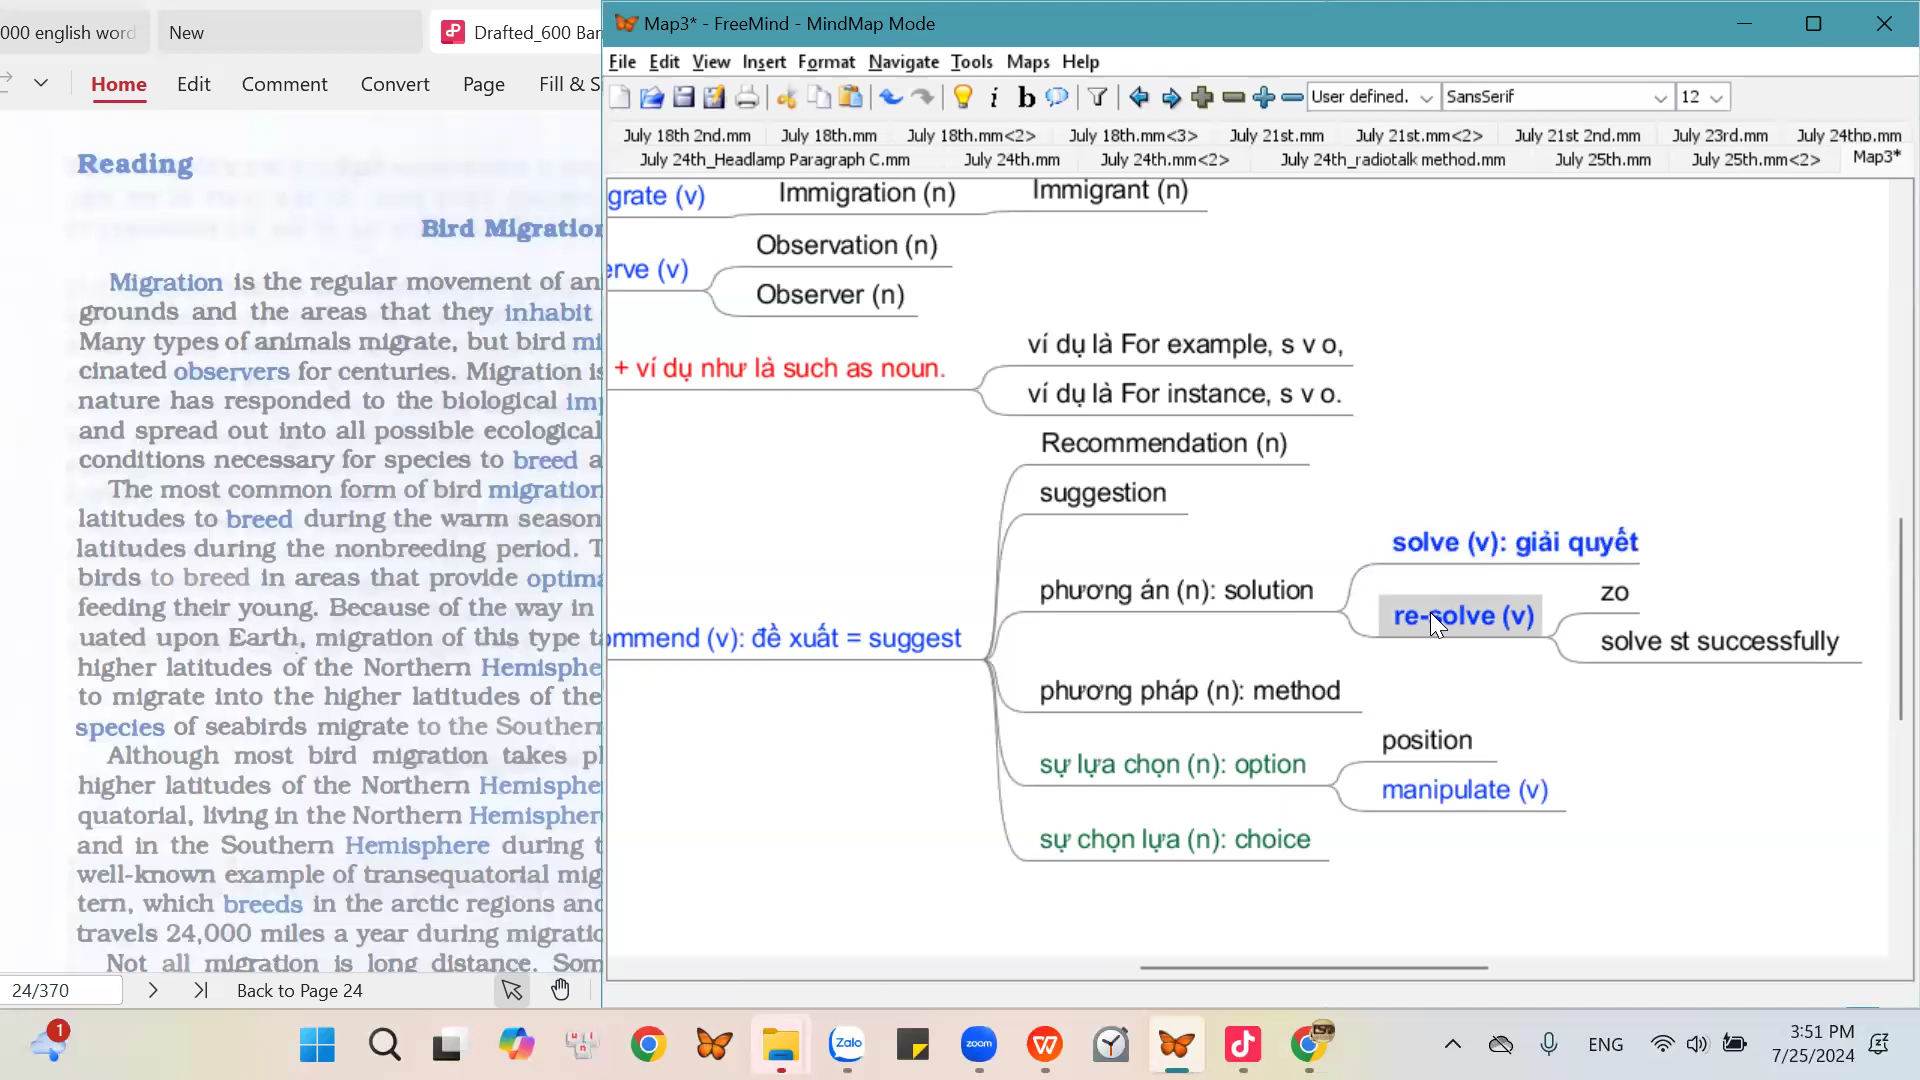 000 english word
New
Drafted_600 Bar
Home
Edit
Comment
Convert
Page
Fill & S
Reading
Bird Migration
Migration is the regular movement of an
grounds and the areas that they inhabit
Many types of animals migrate, but bird mi
cinated observers for centuries. Migration is
nature has responded to the biological imp
and spread out into all possible ecological
conditions necessary for species to breed a
The most common form of bird migration
latitudes to breed during the warm season
latitudes during the nonbreeding period. T
birds to breed in areas that provide optima
feeding their young. Because of the way in
uated upon Earth, migration of this type ta
higher latitudes of the Northern Hemisphe
to migrate into the higher latitudes of the
species of seabirds migrate to the Southern
Although most bird migration takes pl
higher latitudes of the Northern Hemisphe
quatorial, living in the Northern Hemispher
and in the Southern Hemisphere during t
well-known example of transequatorial mig
tern, which breeds in the arctic regions and
travels 24,000 miles a year during migratio
Not all migration is long distance. Som
24/370
Back to Page 24
Map3* - FreeMind - MindMap Mode
File Edit View Insert Format Navigate Tools Maps Help
User defined.
SansSerif
12
July 18th 2nd.mm
July 18th.mm
July 18th.mm<2>
July 18th.mm<3>
July 21st.mm
July 21st.mm<2>
July 21st 2nd.mm
July 23rd.mm
July 24thp.mm
July 24th_Headlamp Paragraph C.mm
July 24th.mm
July 24th.mm<2>
July 24th_radiotalk method.mm
July 25th.mm
July 25th.mm<2>
Map3*
grate (v)
Immigration (n)
Immigrant (n)
erve (v)
Observation (n)
Observer (n)
+ ví dụ như là such as noun.
ví dụ là For example, s v o,
ví dụ là For instance, s v o.
ommend (v): đề xuất = suggest
Recommendation (n)
suggestion
phương án (n): solution
solve (v): giải quyết
re-solve (v)
zo
solve st successfully
phương pháp (n): method
sự lựa chọn (n): option
position
manipulate (v)
sự chọn lựa (n): choice
1
Zalo
zoom
ENG
3:51 PM
7/25/2024